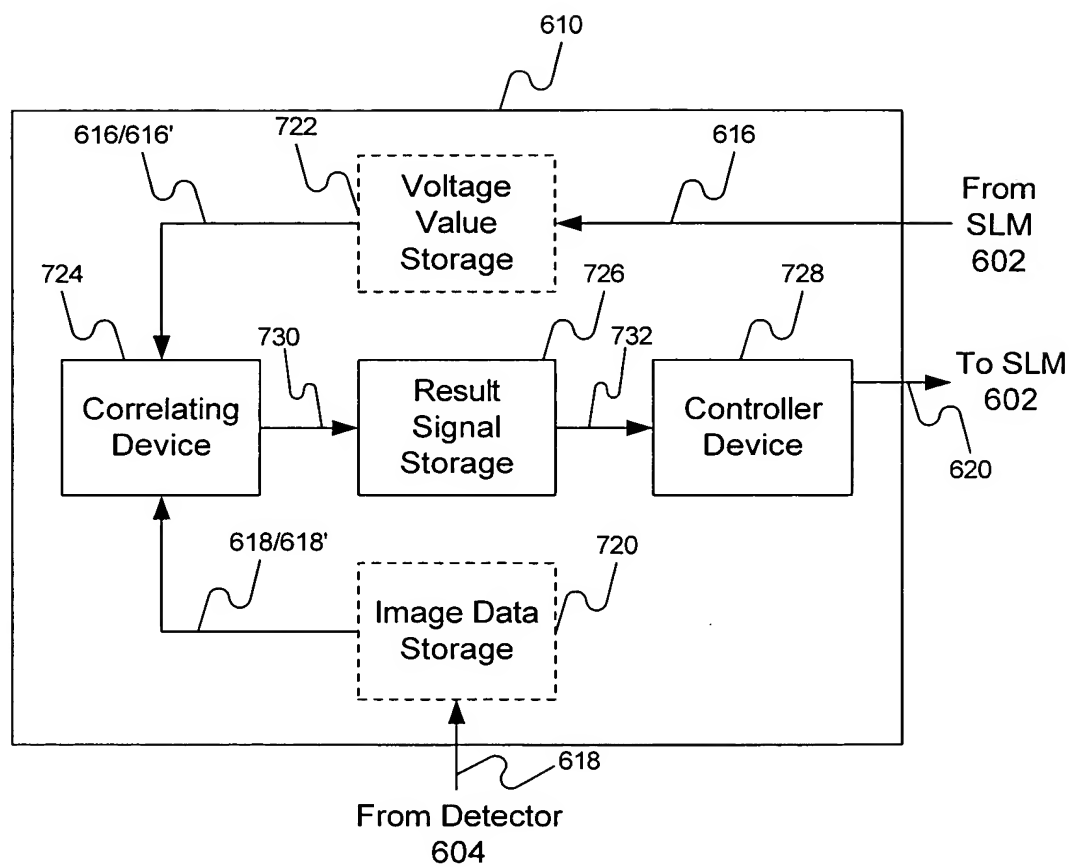 610
616/616'
722
616
Voltage
Value
Storage
From
SLM
602
724
730
726
732
728
Correlating
Device
Result
Signal
Storage
Controller
Device
To SLM
602
620
618/618'
720
Image Data
Storage
618
From Detector
604